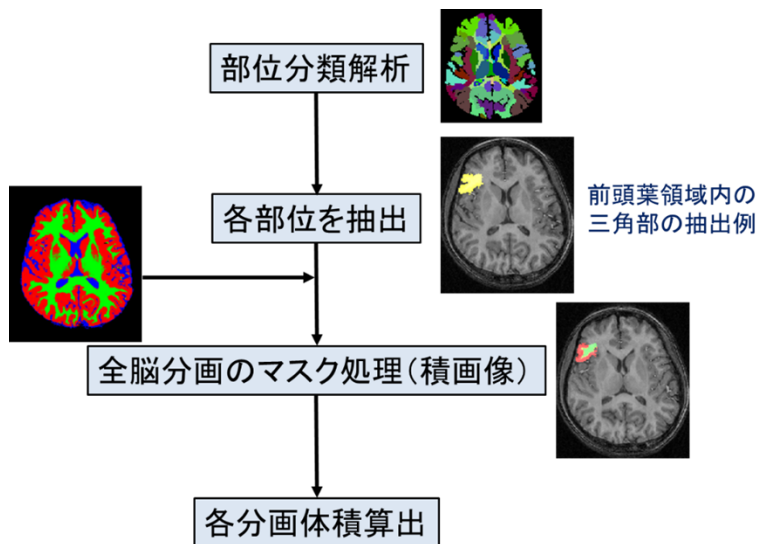 部位分類解析
各部位を抽出
前頭葉領域内の
三角部の抽出例
全脳分画のマスク処理（積画像）
各分画体積算出